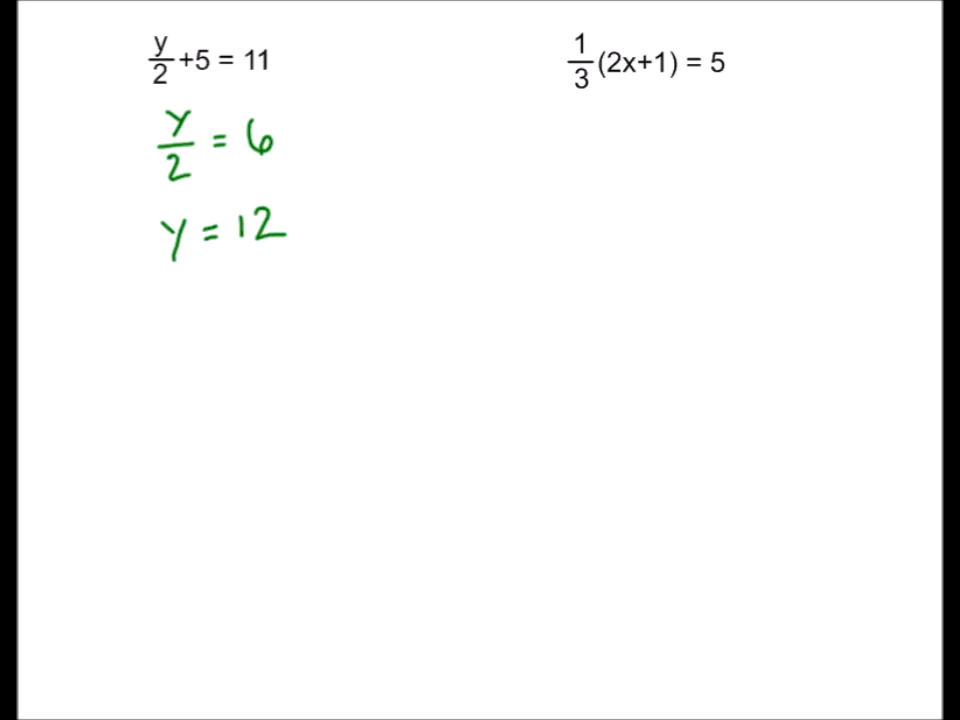 y/2 +5 = 11
1/3 (2x+1) = 5
y/2 = 6
y = 12